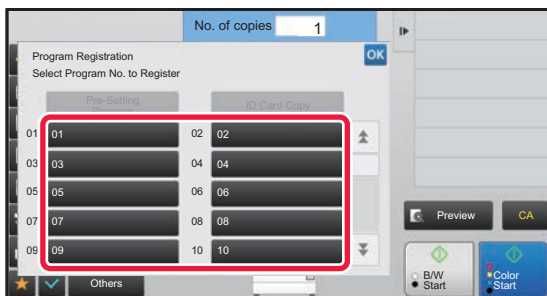 No. of copies 1
Program Registration
OK
Select Program No. to Register
Pre-Setting
Program
ID Card Copy
01 01 02 02
03 03 04 04
05 05 06 06
07 07 08 08
09 09 10 10
Preview
CA
B/W
Start
Color
Start
Others